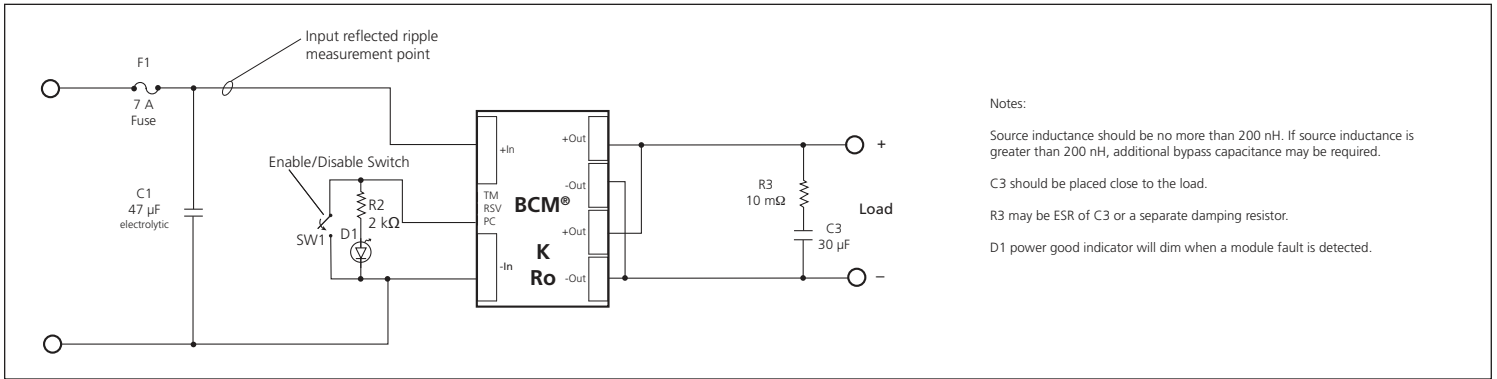 Input reflected ripple
measurement point
F1
7 A
Fuse
C1
47 µF
electrolytic
Enable/Disable Switch
SW1
R2
2 kΩ
D1
+In
TM
RSV
PC
-In
BCM®
K
Ro
+Out
-Out
+Out
-Out
R3
10 mΩ
C3
30 µF
+
Load
–
Notes:
Source inductance should be no more than 200 nH. If source inductance is
greater than 200 nH, additional bypass capacitance may be required.
C3 should be placed close to the load.
R3 may be ESR of C3 or a separate damping resistor.
D1 power good indicator will dim when a module fault is detected.